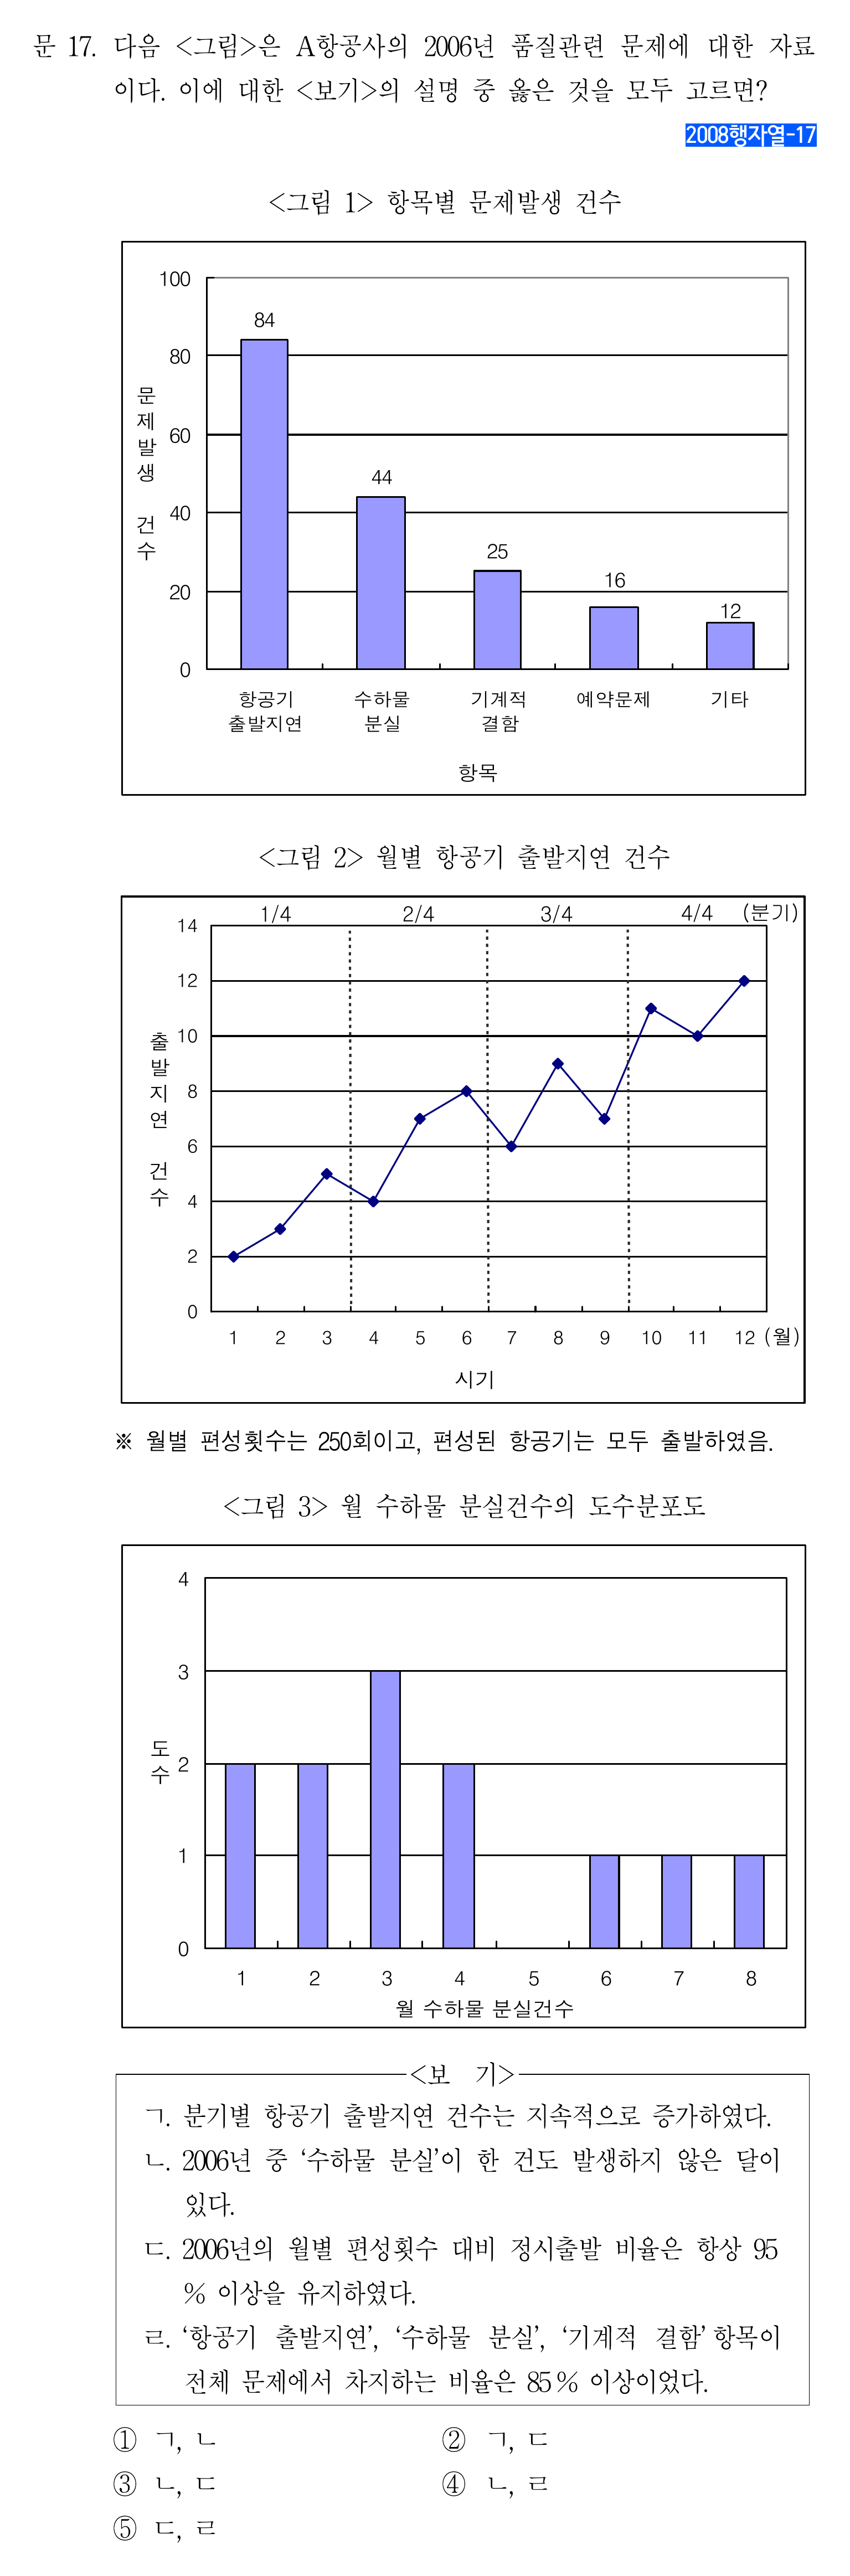 문 17. 다음 <그림>은 A항공사의 2006년 품질관련 문제에 대한 자료
이다. 이에 대한 <보기>의 설명 중 옳은 것을 모두 고르면?
2008행자열-17
<그림 1> 항목별 문제발생 건수
문제발생 건수
100
80
60
40
20
0
84
44
25
16
12
항공기 출발지연
수하물 분실
기계적 결함
예약문제
기타
항목
<그림 2> 월별 항공기 출발지연 건수
1/4 2/4 3/4 4/4 (분기)
출발지연 건수
14
12
10
8
6
4
2
0
1 2 3 4 5 6 7 8 9 10 11 12 (월)
시기
※ 월별 편성횟수는 250회이고, 편성된 항공기는 모두 출발하였음.
<그림 3> 월 수하물 분실건수의 도수분포도
도수
4
3
2
1
0
1 2 3 4 5 6 7 8
월 수하물 분실건수
<보 기>
ㄱ. 분기별 항공기 출발지연 건수는 지속적으로 증가하였다.
ㄴ. 2006년 중 ‘수하물 분실’이 한 건도 발생하지 않은 달이
있다.
ㄷ. 2006년의 월별 편성횟수 대비 정시출발 비율은 항상 95
% 이상을 유지하였다.
ㄹ. ‘항공기 출발지연’, ‘수하물 분실’, ‘기계적 결함’ 항목이
전체 문제에서 차지하는 비율은 85% 이상이었다.
① ㄱ, ㄴ ② ㄱ, ㄷ
③ ㄴ, ㄷ ④ ㄴ, ㄹ
⑤ ㄷ, ㄹ